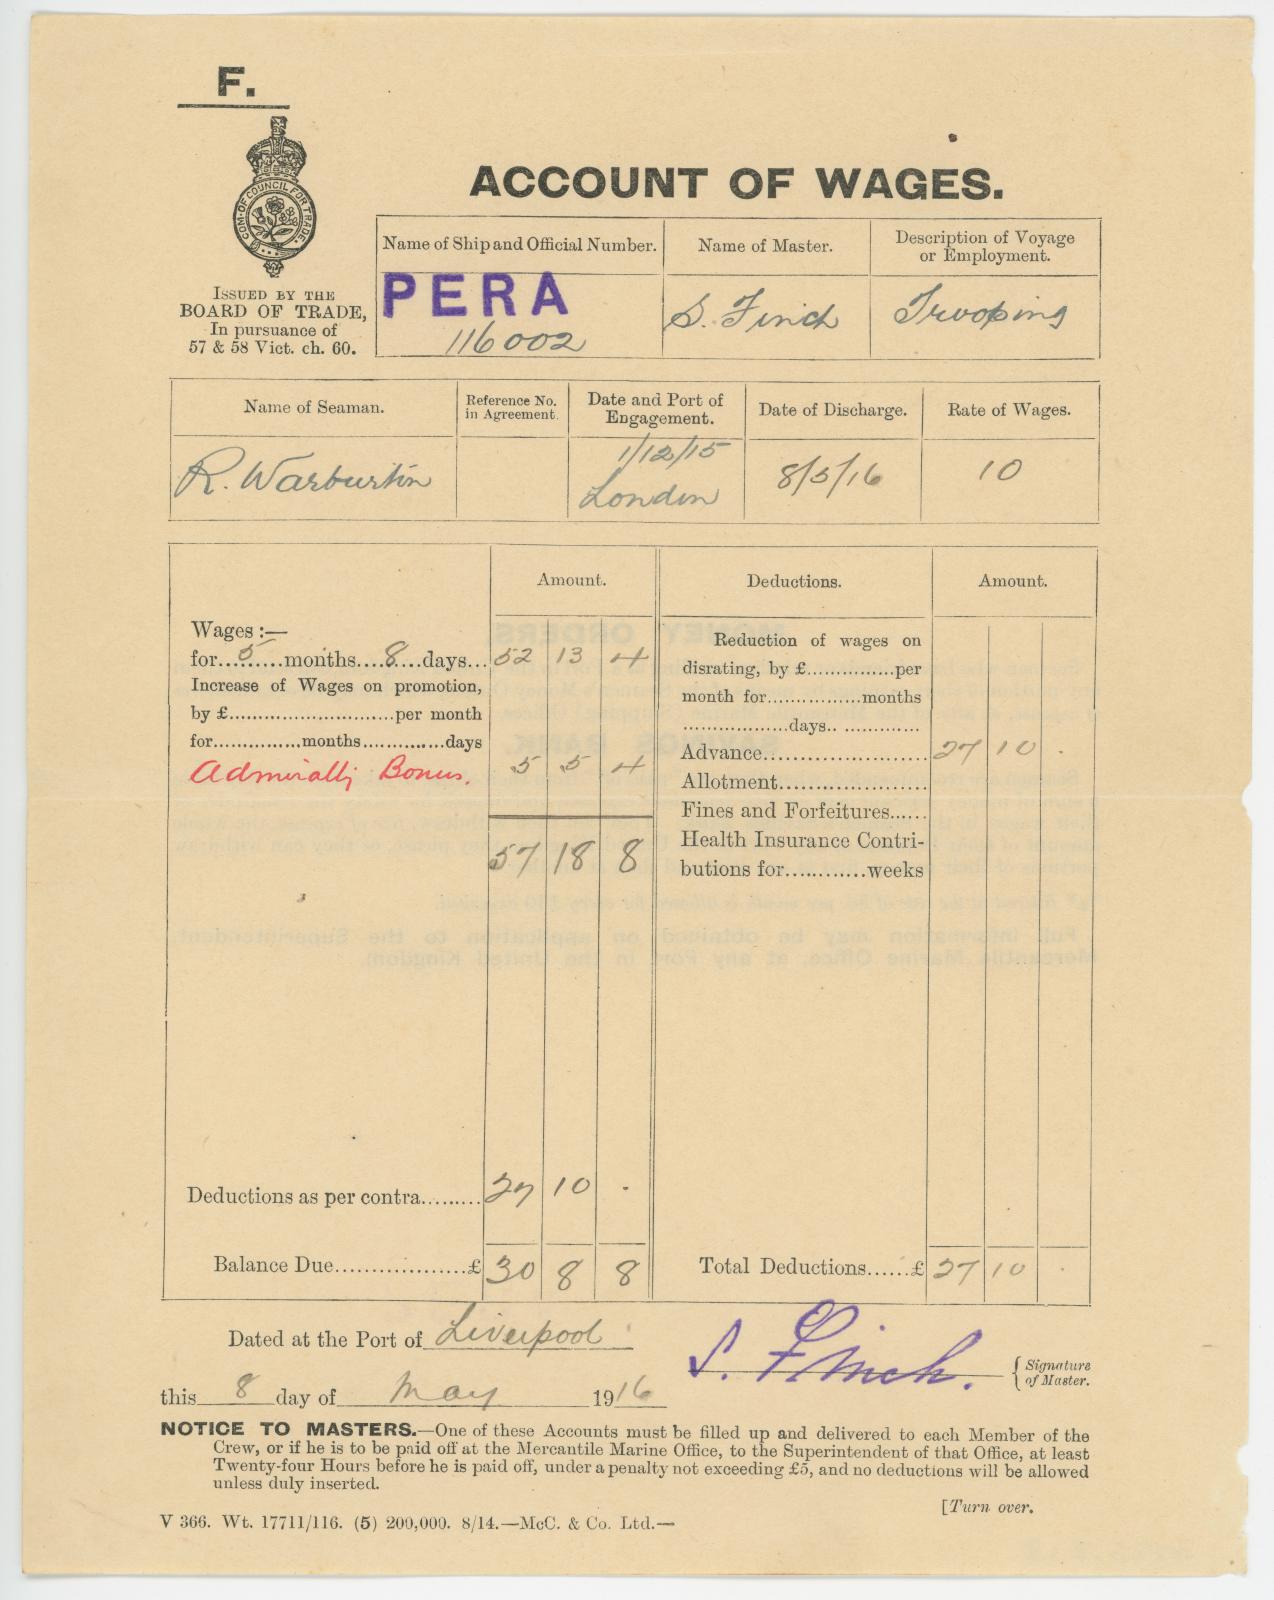 F.
COM·OF·COUNCIL·FOR·TRADE·
ISSUED BY THE
BOARD OF TRADE,
In pursuance of
57 & 58 Vict. ch. 60.
ACCOUNT OF WAGES.
Name of Ship and Official Number. Name of Master. Description of Voyage or Employment.
PERA
116002 S. Finch Trooping
Name of Seaman. Reference No. in Agreement. Date and Port of Engagement. Date of Discharge. Rate of Wages.
R. Warburton 1/12/15 London 8/5/16 10
Amount. Deductions. Amount.
Wages :—
for...5.....months....8....days... 52 13 4
Increase of Wages on promotion,
by £............................per month
for...............months..............days
Admiralty Bonus. 5 5 4
57 18 8
Reduction of wages on
disrating, by £...............per
month for................months
..................days.. .............
Advance....................... 27 10 .
Allotment.....................
Fines and Forfeitures......
Health Insurance Contri-
butions for............weeks
Deductions as per contra......... 27 10 .
Balance Due..................£ 30 8 8
Total Deductions......£ 27 10 .
Dated at the Port of Liverpool
this 8 day of May 1916
S. Finch. { Signature of Master.
NOTICE TO MASTERS.—One of these Accounts must be filled up and delivered to each Member of the
Crew, or if he is to be paid off at the Mercantile Marine Office, to the Superintendent of that Office, at least
Twenty-four Hours before he is paid off, under a penalty not exceeding £5, and no deductions will be allowed
unless duly inserted.
[Turn over.
V 366. Wt. 17711/116. (5) 200,000. 8/14.—McC. & Co. Ltd.—